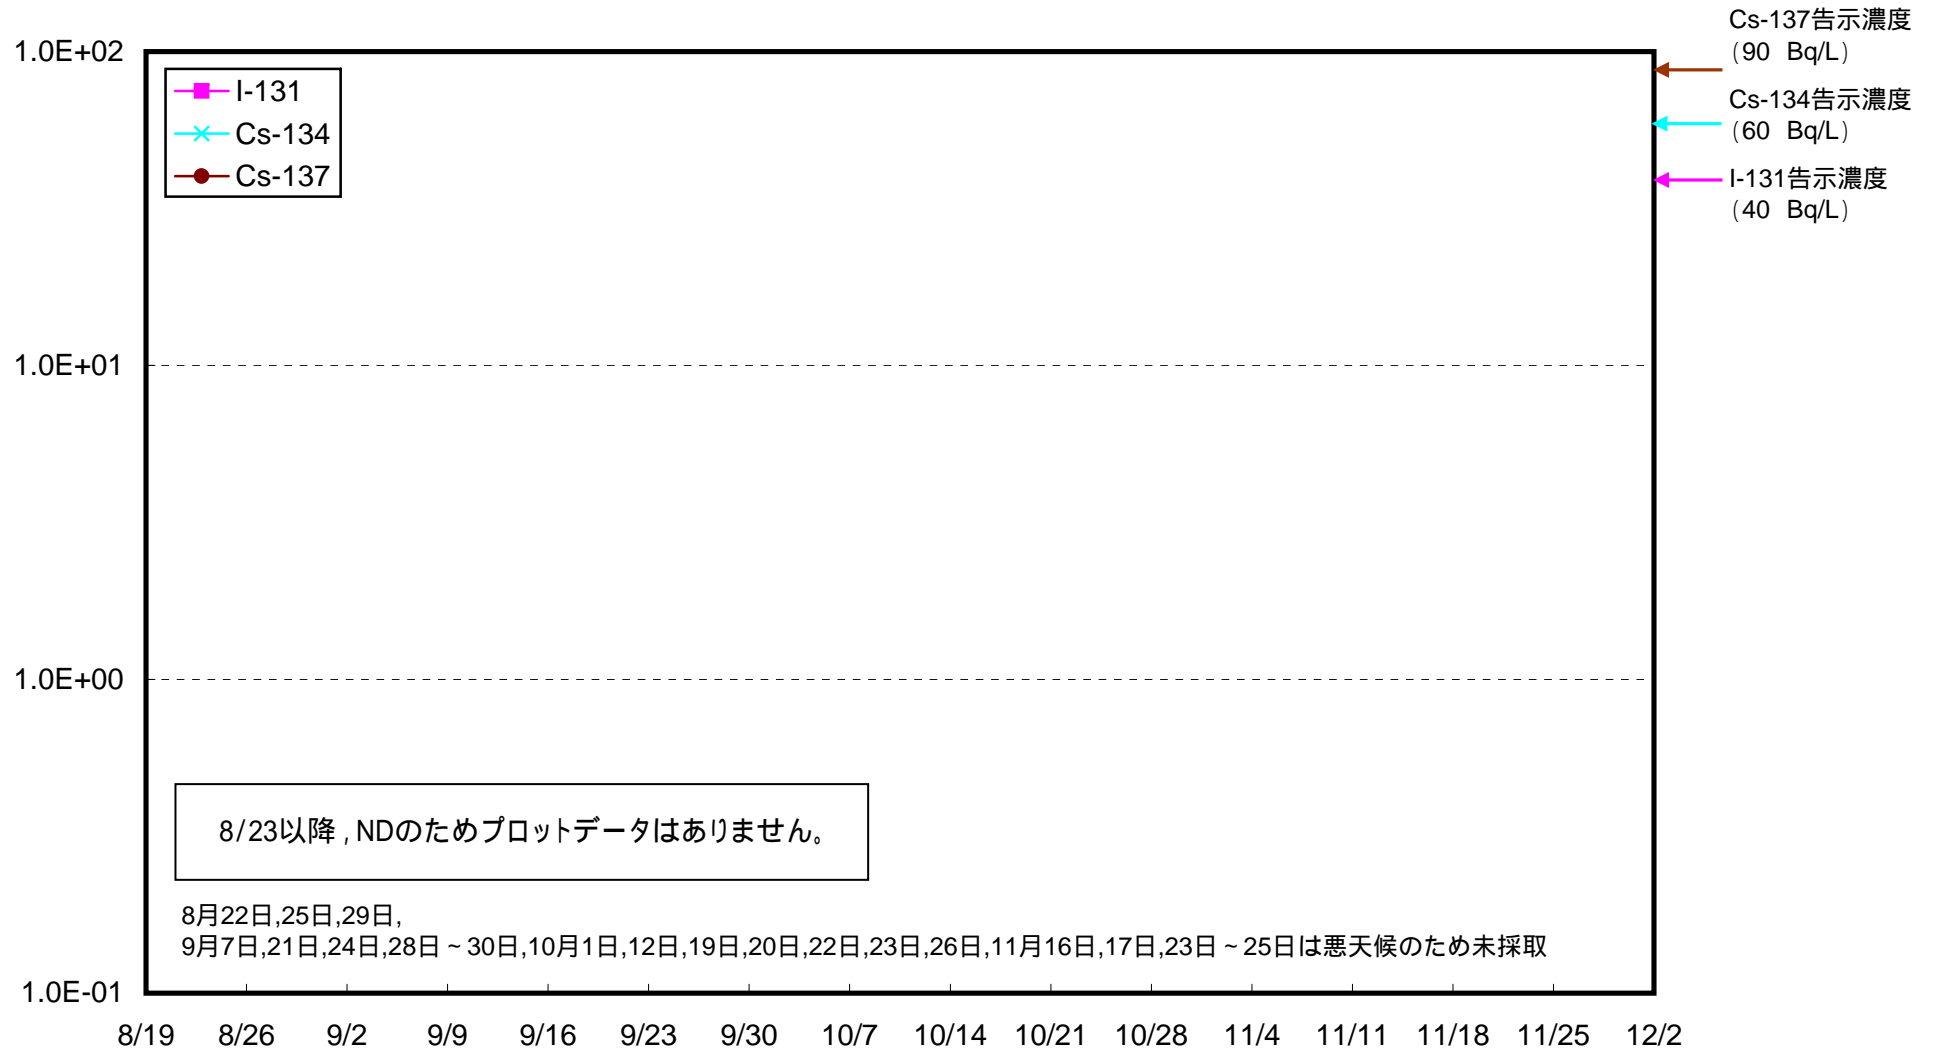 Cs-137告示濃度
(90 Bq/L)
Cs-134告示濃度
(60 Bq/L)
I-131告示濃度
(40 Bq/L)
1.0E+02
1.0E+01
1.0E+00
1.0E-01
I-131
Cs-134
Cs-137
8/23以降,NDのためプロットデータはありません。
8月22日,25日,29日,
9月7日,21日,24日,28日~30日,10月1日,12日,19日,20日,22日,23日,26日,11月16日,17日,23日~25日は悪天候のため未採取
8/19 8/26 9/2 9/9 9/16 9/23 9/30 10/7 10/14 10/21 10/28 11/4 11/11 11/18 11/25 12/2